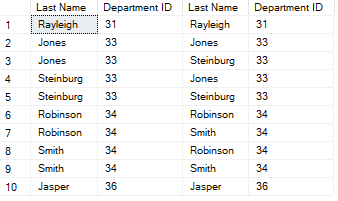 Last Name Department ID Last Name Department ID
1 Rayleigh 31 Rayleigh 31
2 Jones 33 Jones 33
3 Jones 33 Steinburg 33
4 Steinburg 33 Jones 33
5 Steinburg 33 Steinburg 33
6 Robinson 34 Robinson 34
7 Robinson 34 Smith 34
8 Smith 34 Robinson 34
9 Smith 34 Smith 34
10 Jasper 36 Jasper 36